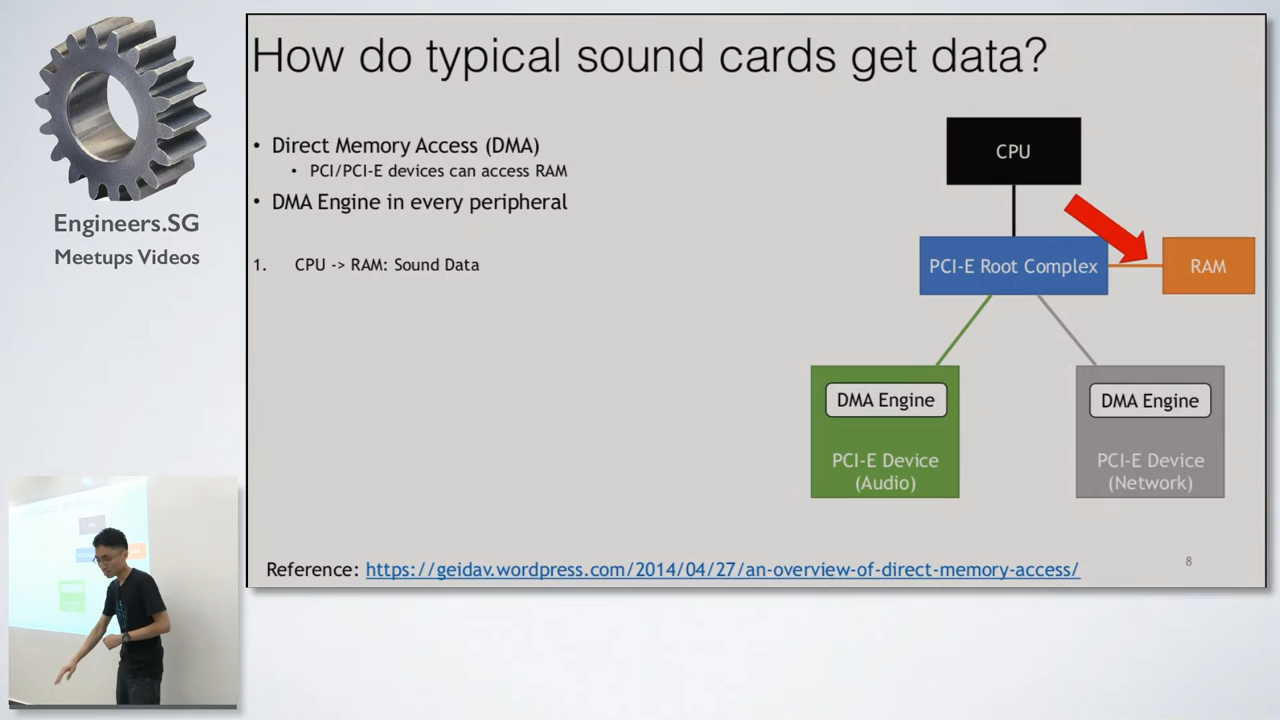 How do typical sound cards get data?
• Direct Memory Access (DMA)
• PCI/PCI-E devices can access RAM
• DMA Engine in every peripheral
1. CPU -> RAM: Sound Data
CPU
PCI-E Root Complex
RAM
DMA Engine
PCI-E Device
(Audio)
DMA Engine
PCI-E Device
(Network)
Reference: https://geidav.wordpress.com/2014/04/27/an-overview-of-direct-memory-access/
8
Engineers.SG
Meetups Videos